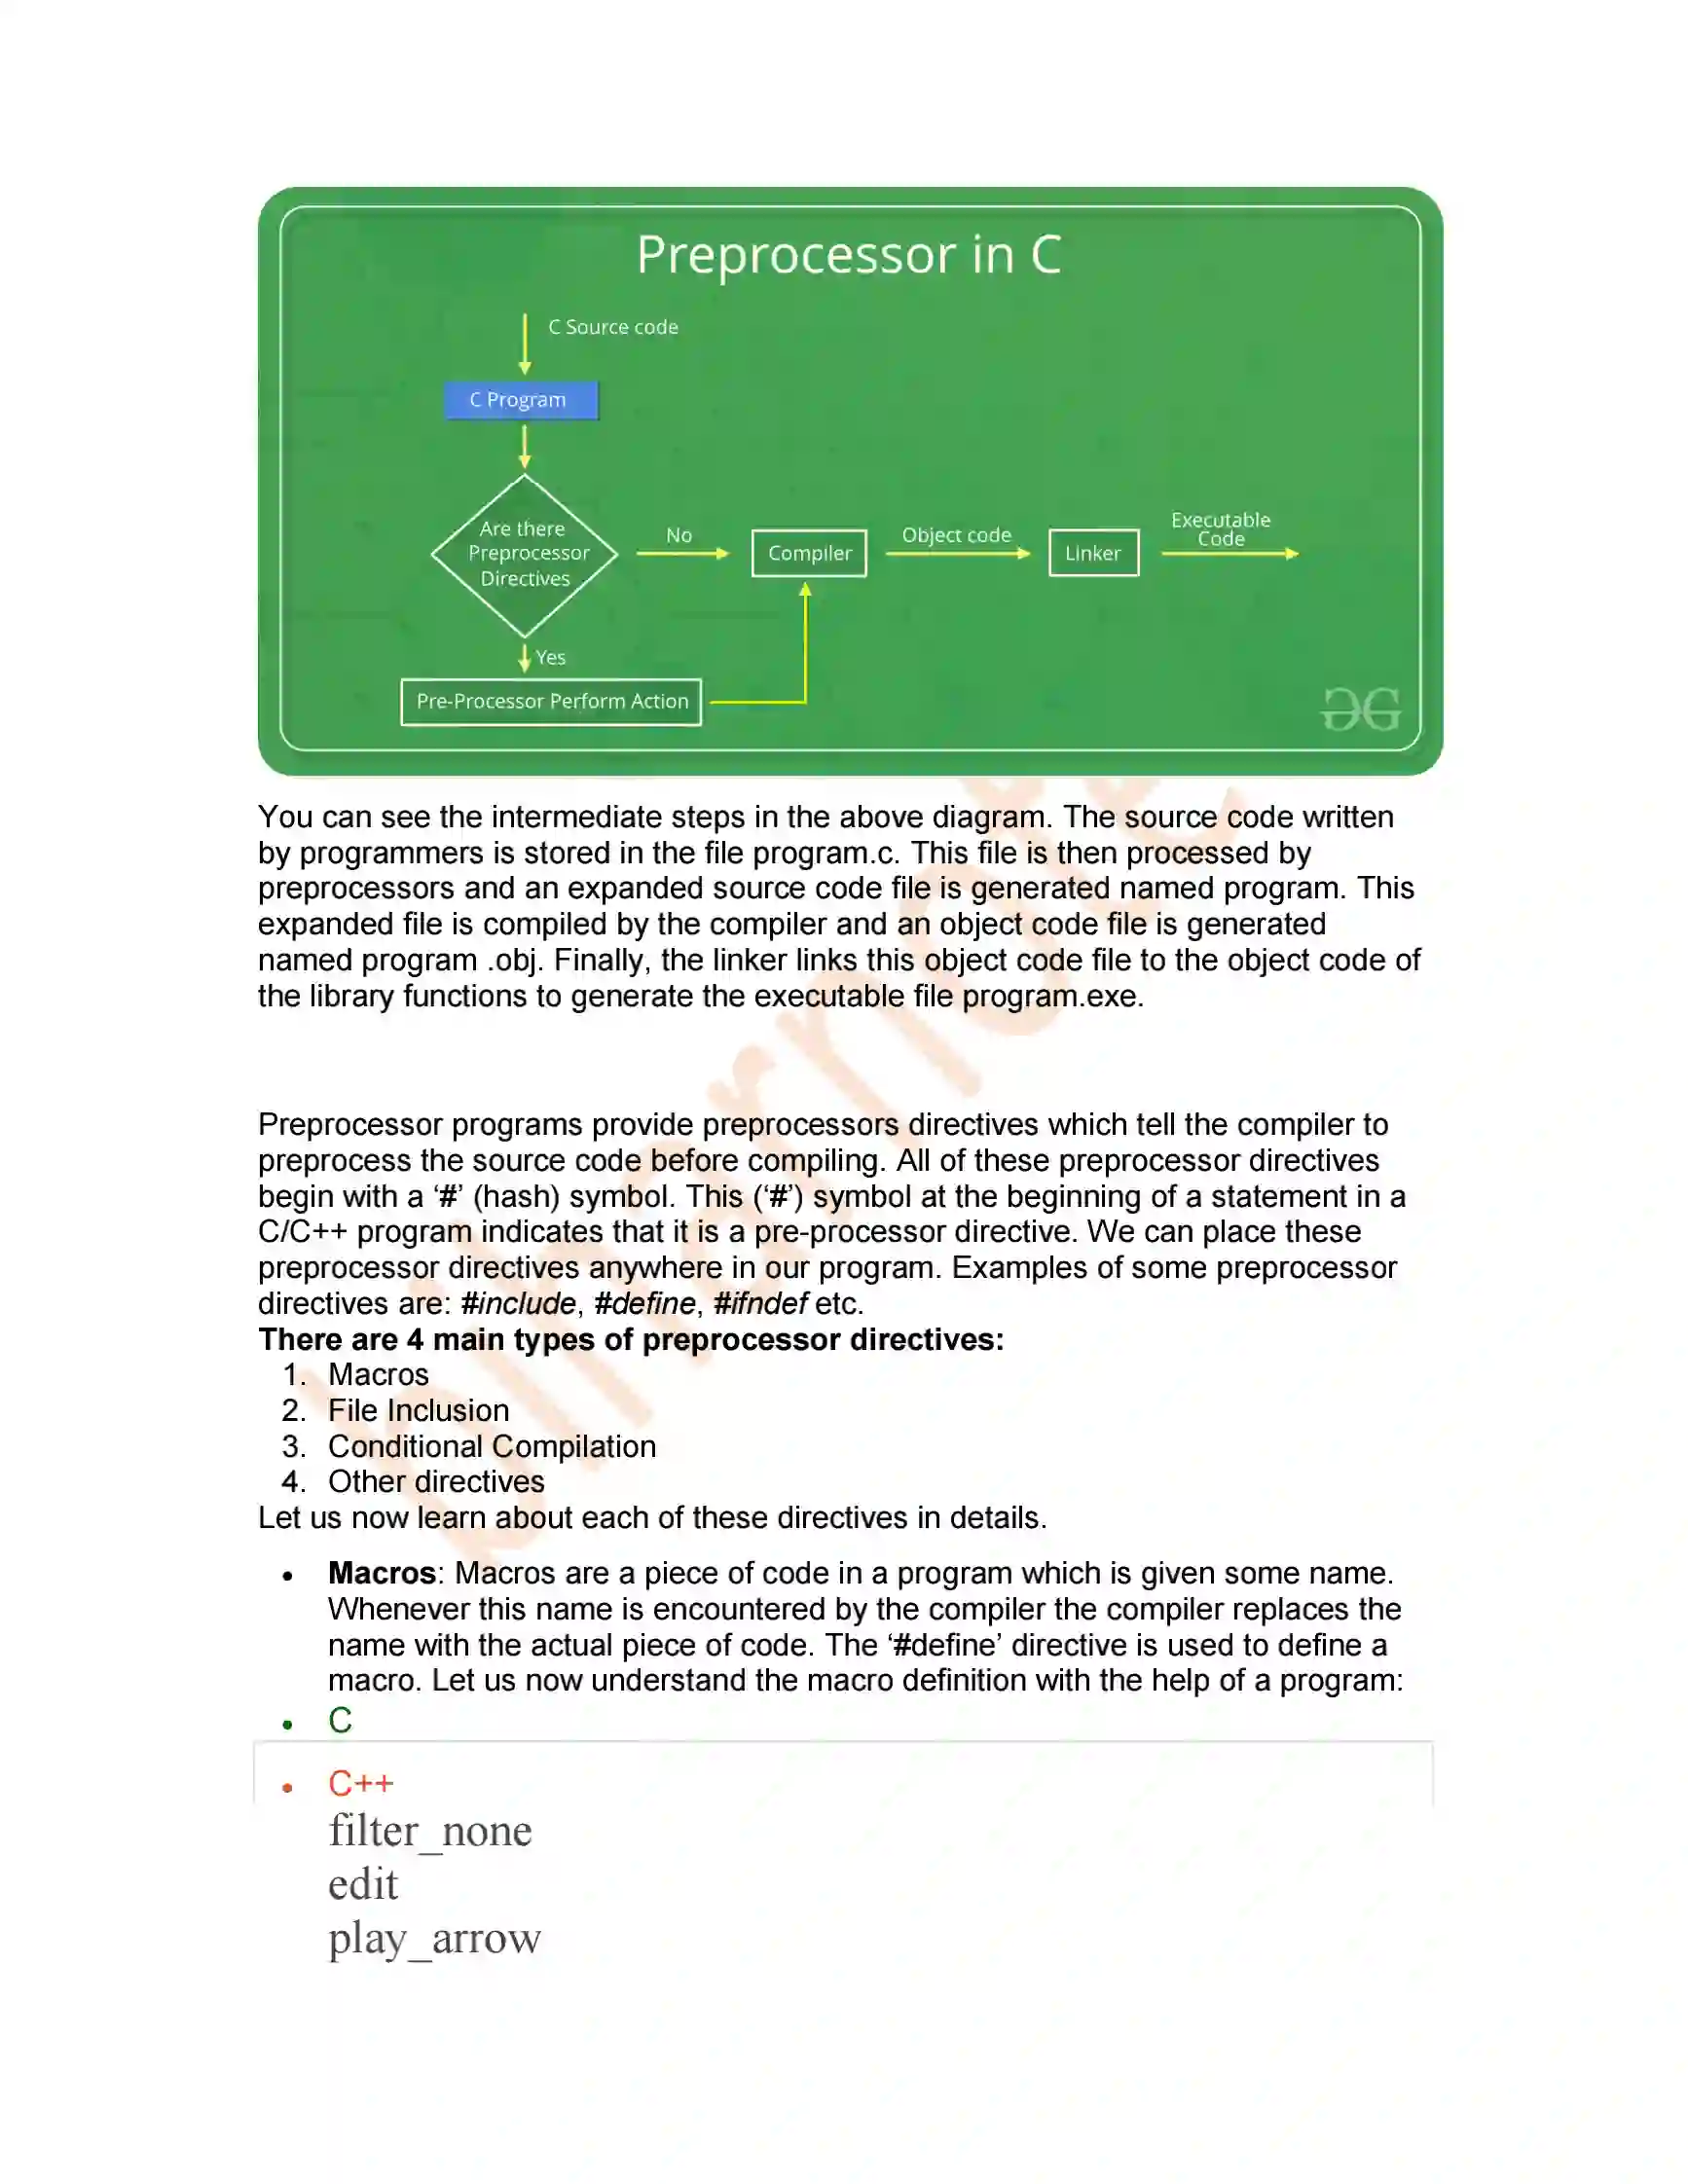 Preprocessor in C
C Source code
C Program
Are there
Preprocessor
Directives
No
Compiler
Object code
Linker
Executable
Code
Yes
Pre-Processor Perform Action
You can see the intermediate steps in the above diagram. The source code written
by programmers is stored in the file program.c. This file is then processed by
preprocessors and an expanded source code file is generated named program. This
expanded file is compiled by the compiler and an object code file is generated
named program .obj. Finally, the linker links this object code file to the object code of
the library functions to generate the executable file program.exe.
Preprocessor programs provide preprocessors directives which tell the compiler to
preprocess the source code before compiling. All of these preprocessor directives
begin with a ‘#’ (hash) symbol. This (‘#’) symbol at the beginning of a statement in a
C/C++ program indicates that it is a pre-processor directive. We can place these
preprocessor directives anywhere in our program. Examples of some preprocessor
directives are: #include, #define, #ifndef etc.
There are 4 main types of preprocessor directives:
1. Macros
2. File Inclusion
3. Conditional Compilation
4. Other directives
Let us now learn about each of these directives in details.
• Macros: Macros are a piece of code in a program which is given some name.
Whenever this name is encountered by the compiler the compiler replaces the
name with the actual piece of code. The ‘#define’ directive is used to define a
macro. Let us now understand the macro definition with the help of a program:
• C
• C++
filter_none
edit
play_arrow
biharnote